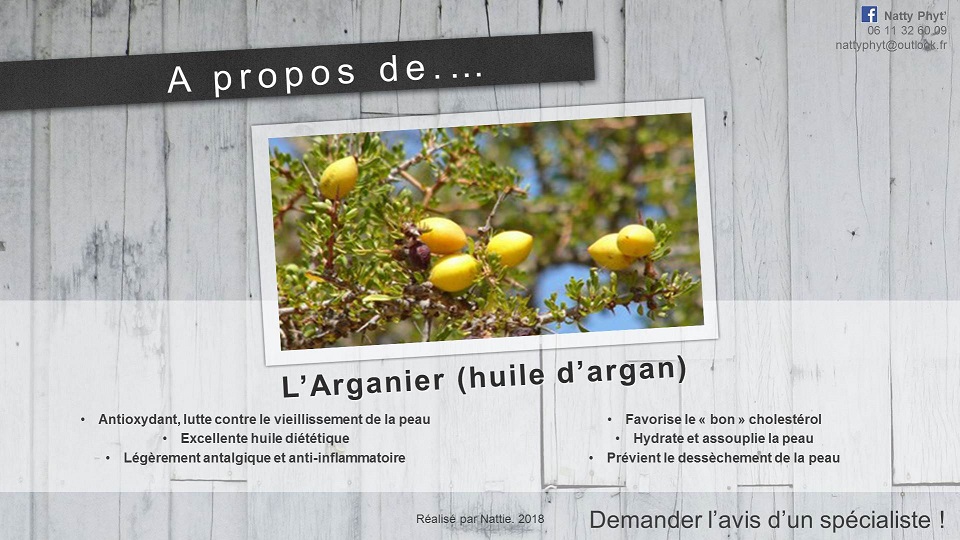 Natty Phyt’
06 11 32 60 09
nattyphyt@outlook.fr
A propos de.…..
L’Arganier (huile d’argan)
• Antioxydant, lutte contre le vieillissement de la peau
• Excellente huile diététique
• Légèrement antalgique et anti-inflammatoire
• Favorise le « bon » cholestérol
• Hydrate et assouplie la peau
• Prévient le dessèchement de la peau
Réalisé par Nattie. 2018
Demander l’avis d’un spécialiste !